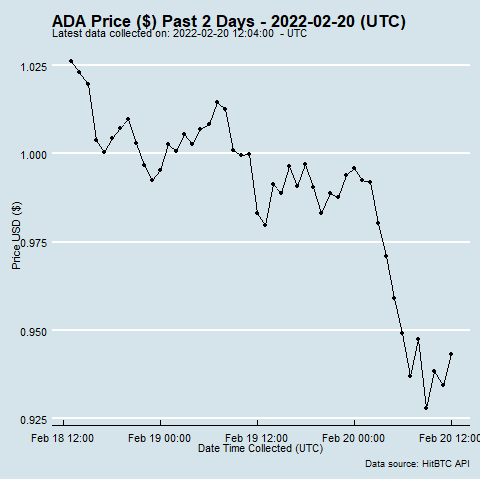 ADA Price ($) Past 2 Days - 2022-02-20 (UTC)
Latest data collected on: 2022-02-20 12:04:00  - UTC
1.025
1.000
0.975
0.950
0.925
Price USD ($)
Feb 18 12:00 Feb 19 00:00 Feb 19 12:00 Feb 20 00:00 Feb 20 12:00
Date Time Collected (UTC)
Data source: HitBTC API